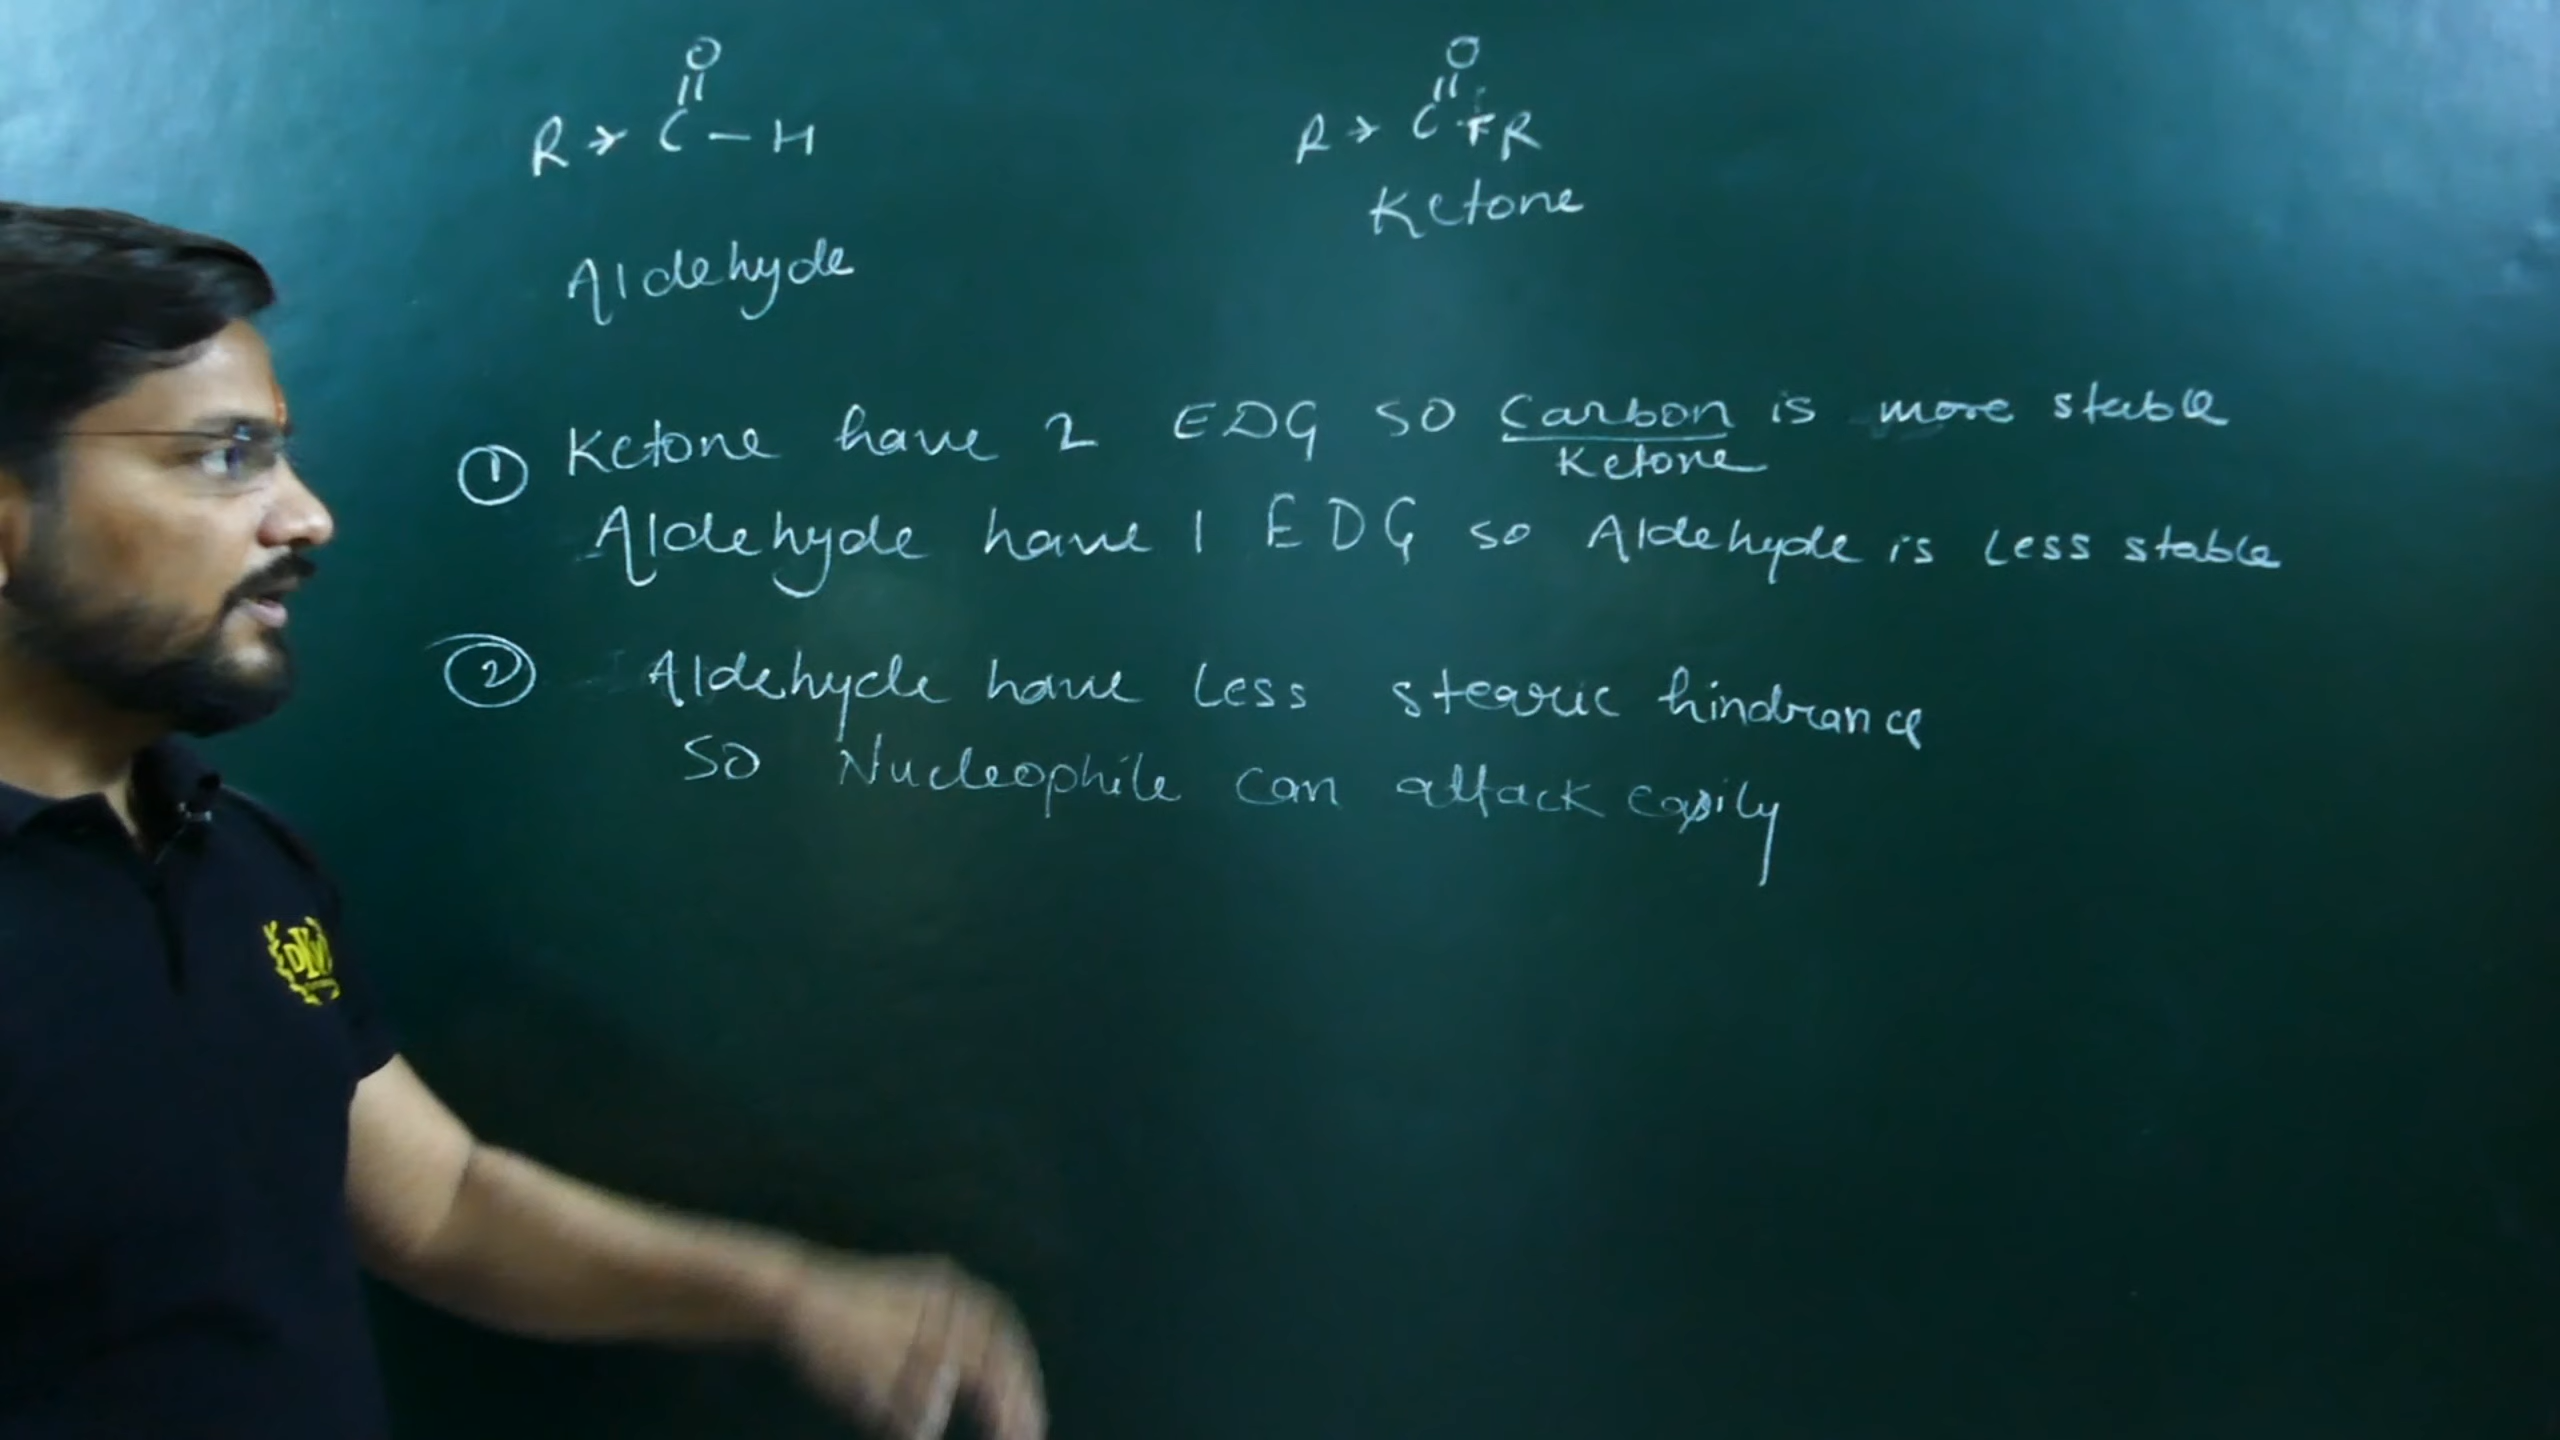 O O
|| ||
R → C — H R → C ← R
Ketone
Aldehyde
① Ketone have 2 EDG so Carbon is more stable
Ketone
Aldehyde have 1 EDG so Aldehyde is Less stable
② Aldehyde have Less stearic hindrance
So Nucleophile can attack easily